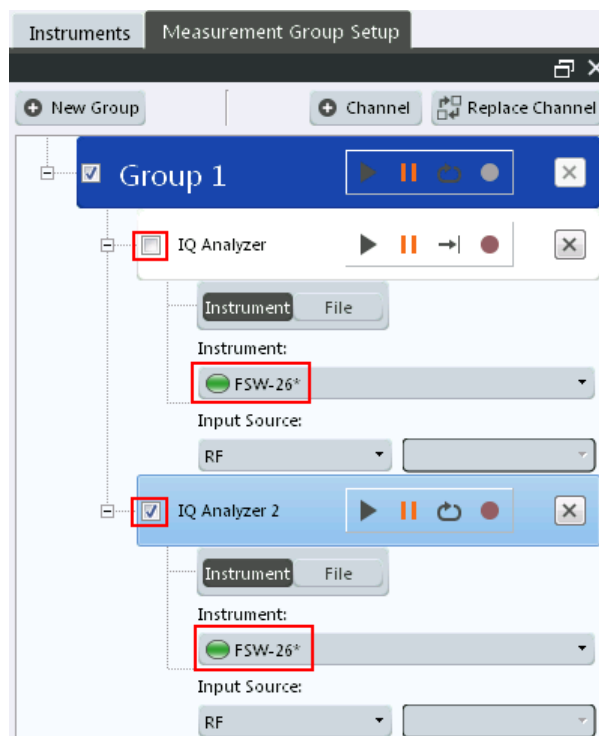 Instruments Measurement Group Setup
New Group Channel Replace Channel
Group 1
IQ Analyzer
Instrument File
Instrument:
FSW-26*
Input Source:
RF
IQ Analyzer 2
Instrument File
Instrument:
FSW-26*
Input Source:
RF